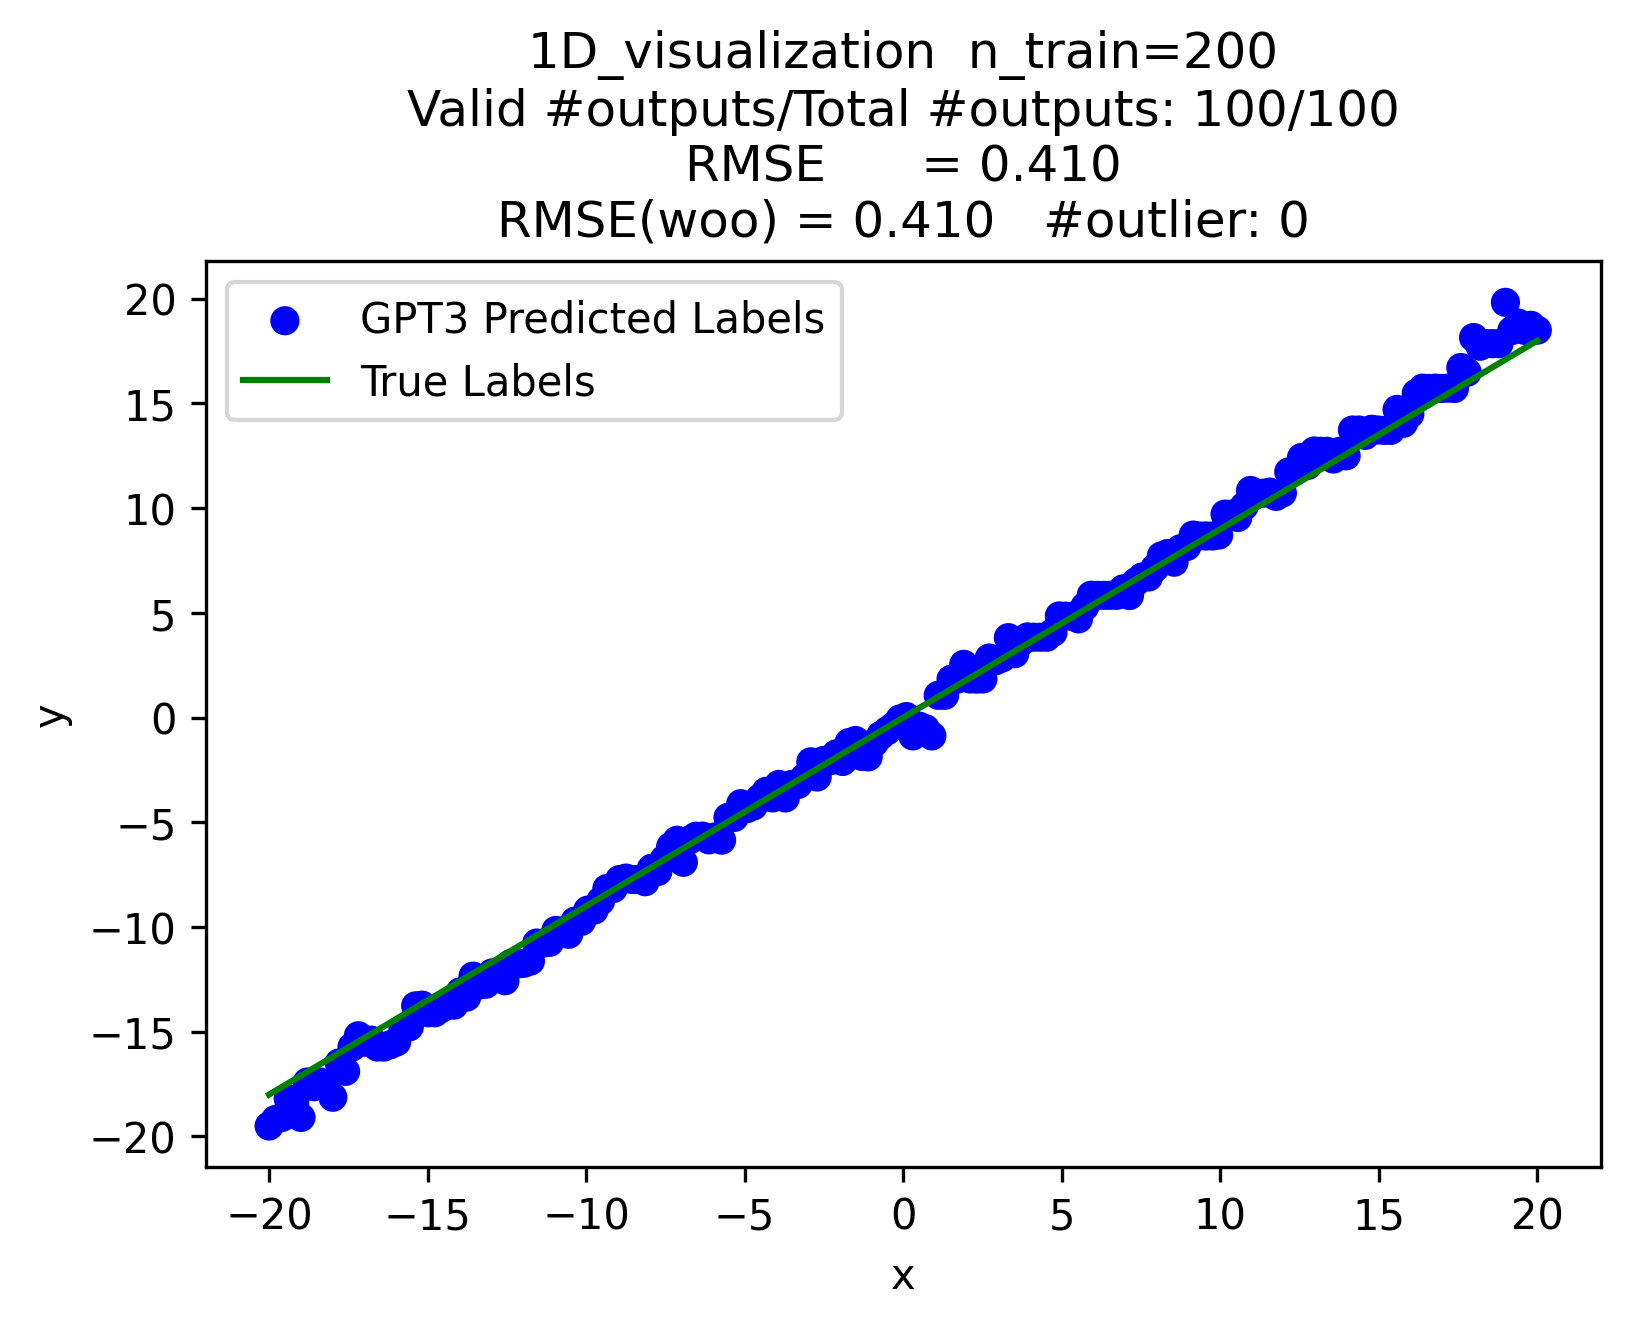 1D_visualization  n_train=200
Valid #outputs/Total #outputs: 100/100
RMSE      = 0.410
RMSE(woo) = 0.410   #outlier: 0
GPT3 Predicted Labels
True Labels
20
15
10
5
0
−5
−10
−15
−20
y
−20 −15 −10 −5 0 5 10 15 20
x